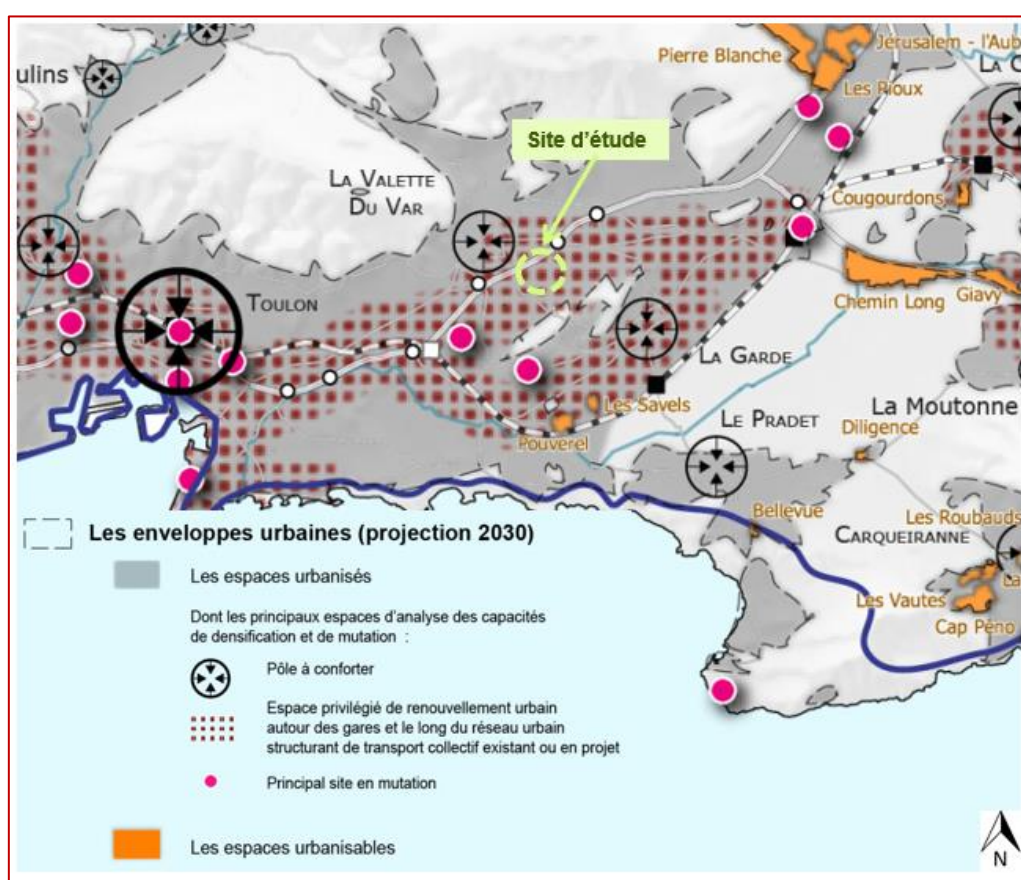 ulins
Pierre Blanche
Jérusalem - l'Aub
LA C
Les Rioux
Site d'étude
LA VALETTE
DU VAR
Cougourdons
TOULON
Chemin Long
Giavy
LA GARDE
Les Savels
LE PRADET
La Moutonne
Pouverel
Diligence
Bellevue
Les Roubauds
CARQUEIRANNE
La
Les Vautes
Cap Péno
Les enveloppes urbaines (projection 2030)
Les espaces urbanisés
Dont les principaux espaces d'analyse des capacités
de densification et de mutation :
Pôle à conforter
Espace privilégié de renouvellement urbain
autour des gares et le long du réseau urbain
structurant de transport collectif existant ou en projet
Principal site en mutation
Les espaces urbanisables
N